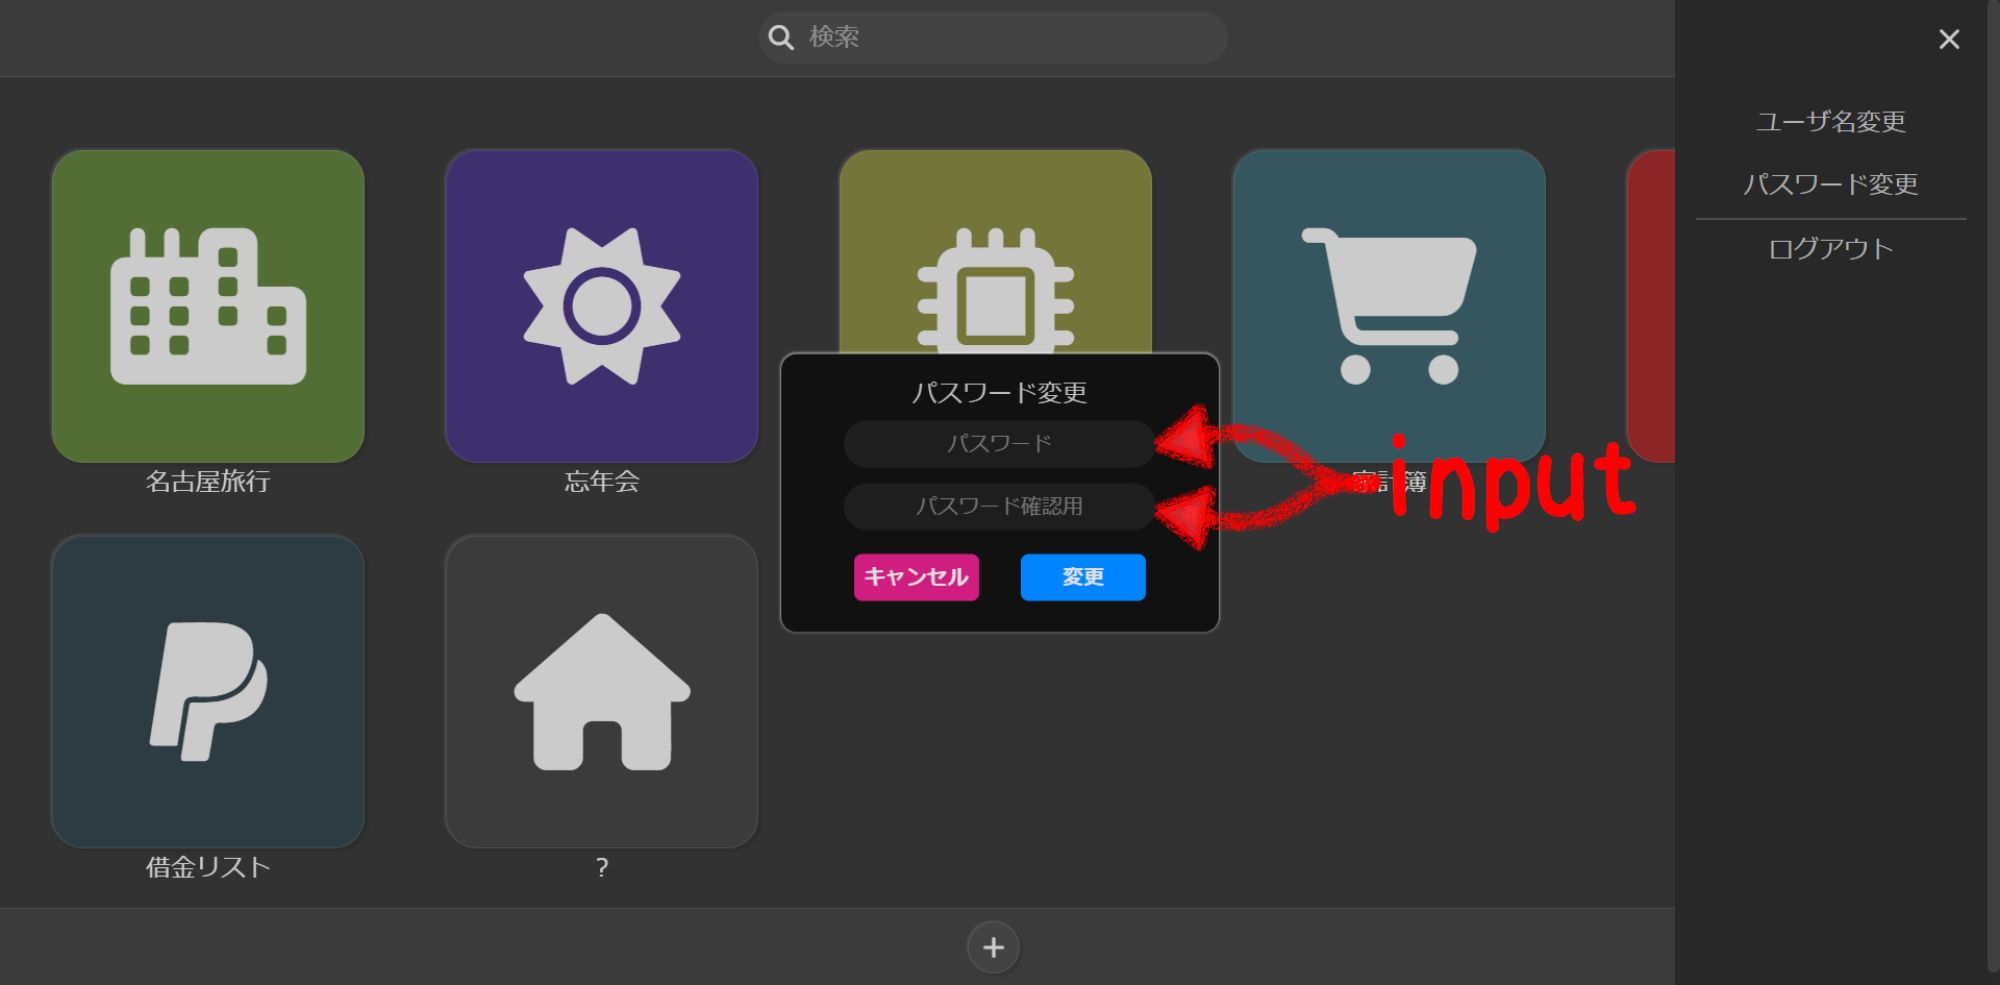 検索
ユーザ名変更
パスワード変更
ログアウト
名古屋旅行
忘年会
家計簿
パスワード変更
パスワード
パスワード確認用
キャンセル
変更
input
借金リスト
?